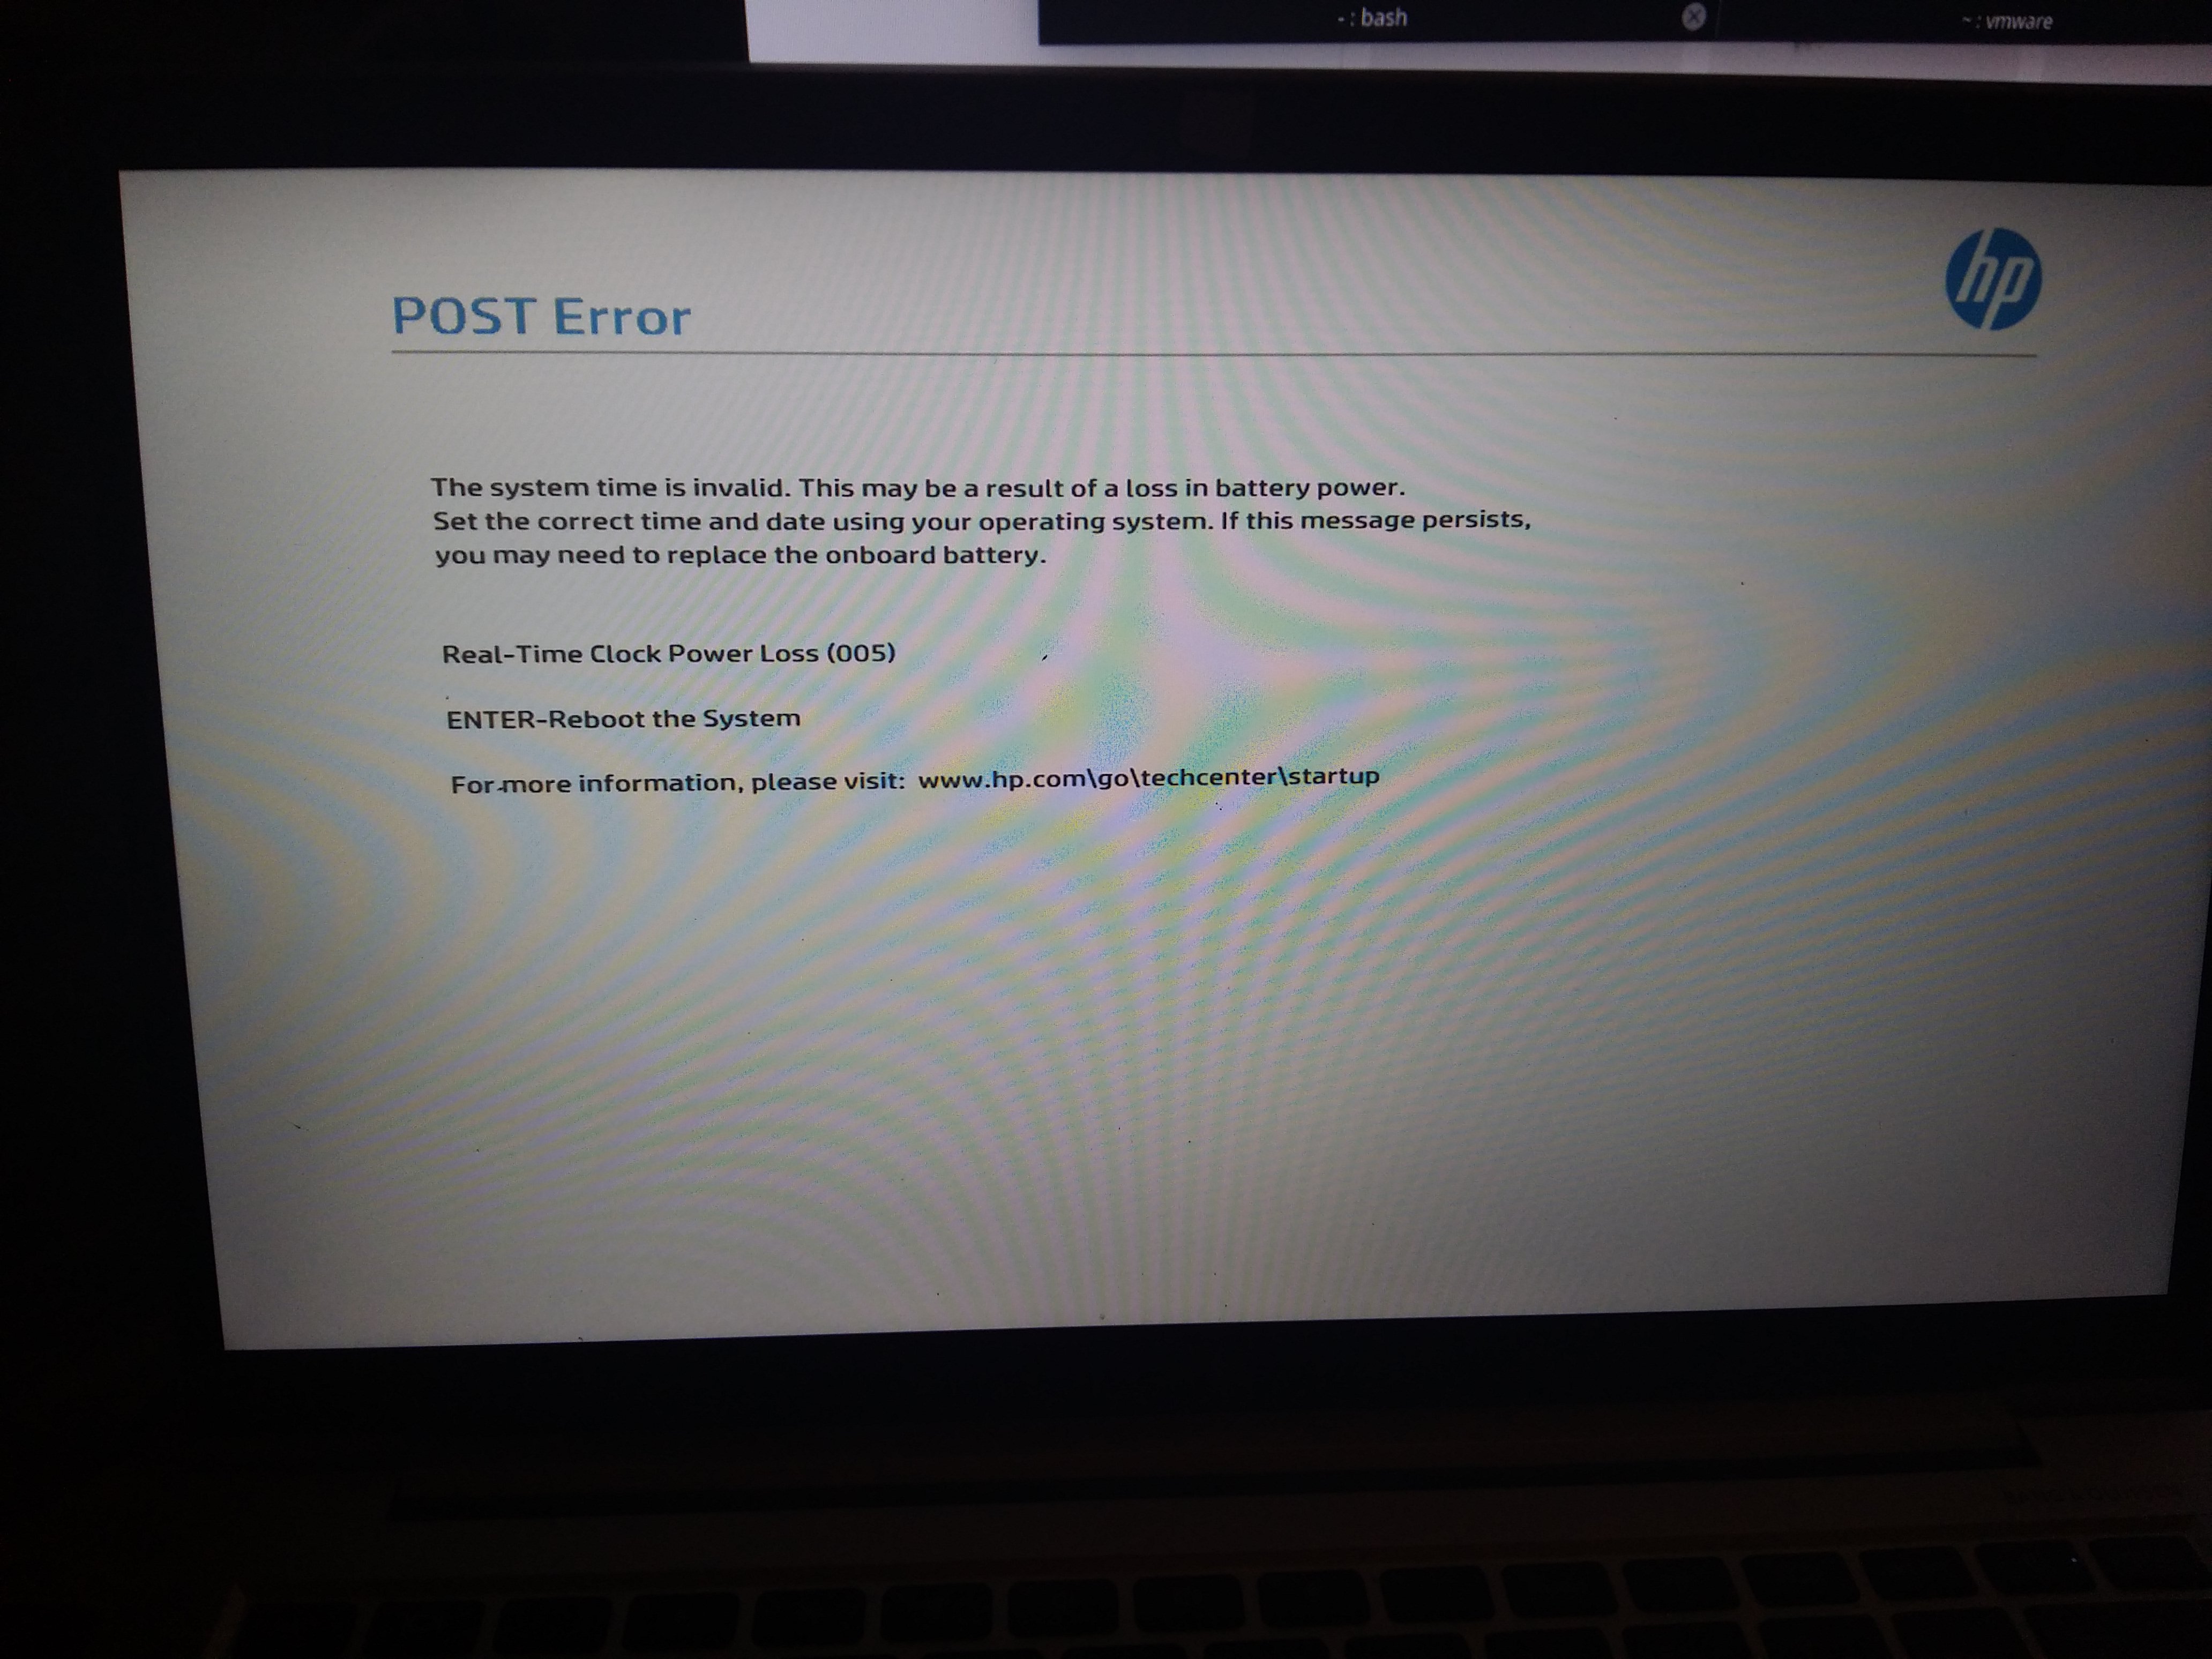 - : bash
~ : vmware
hp
POST Error
The system time is invalid. This may be a result of a loss in battery power.
Set the correct time and date using your operating system. If this message persists,
you may need to replace the onboard battery.
Real-Time Clock Power Loss (005)
ENTER-Reboot the System
For more information, please visit: www.hp.com\go\techcenter\startup